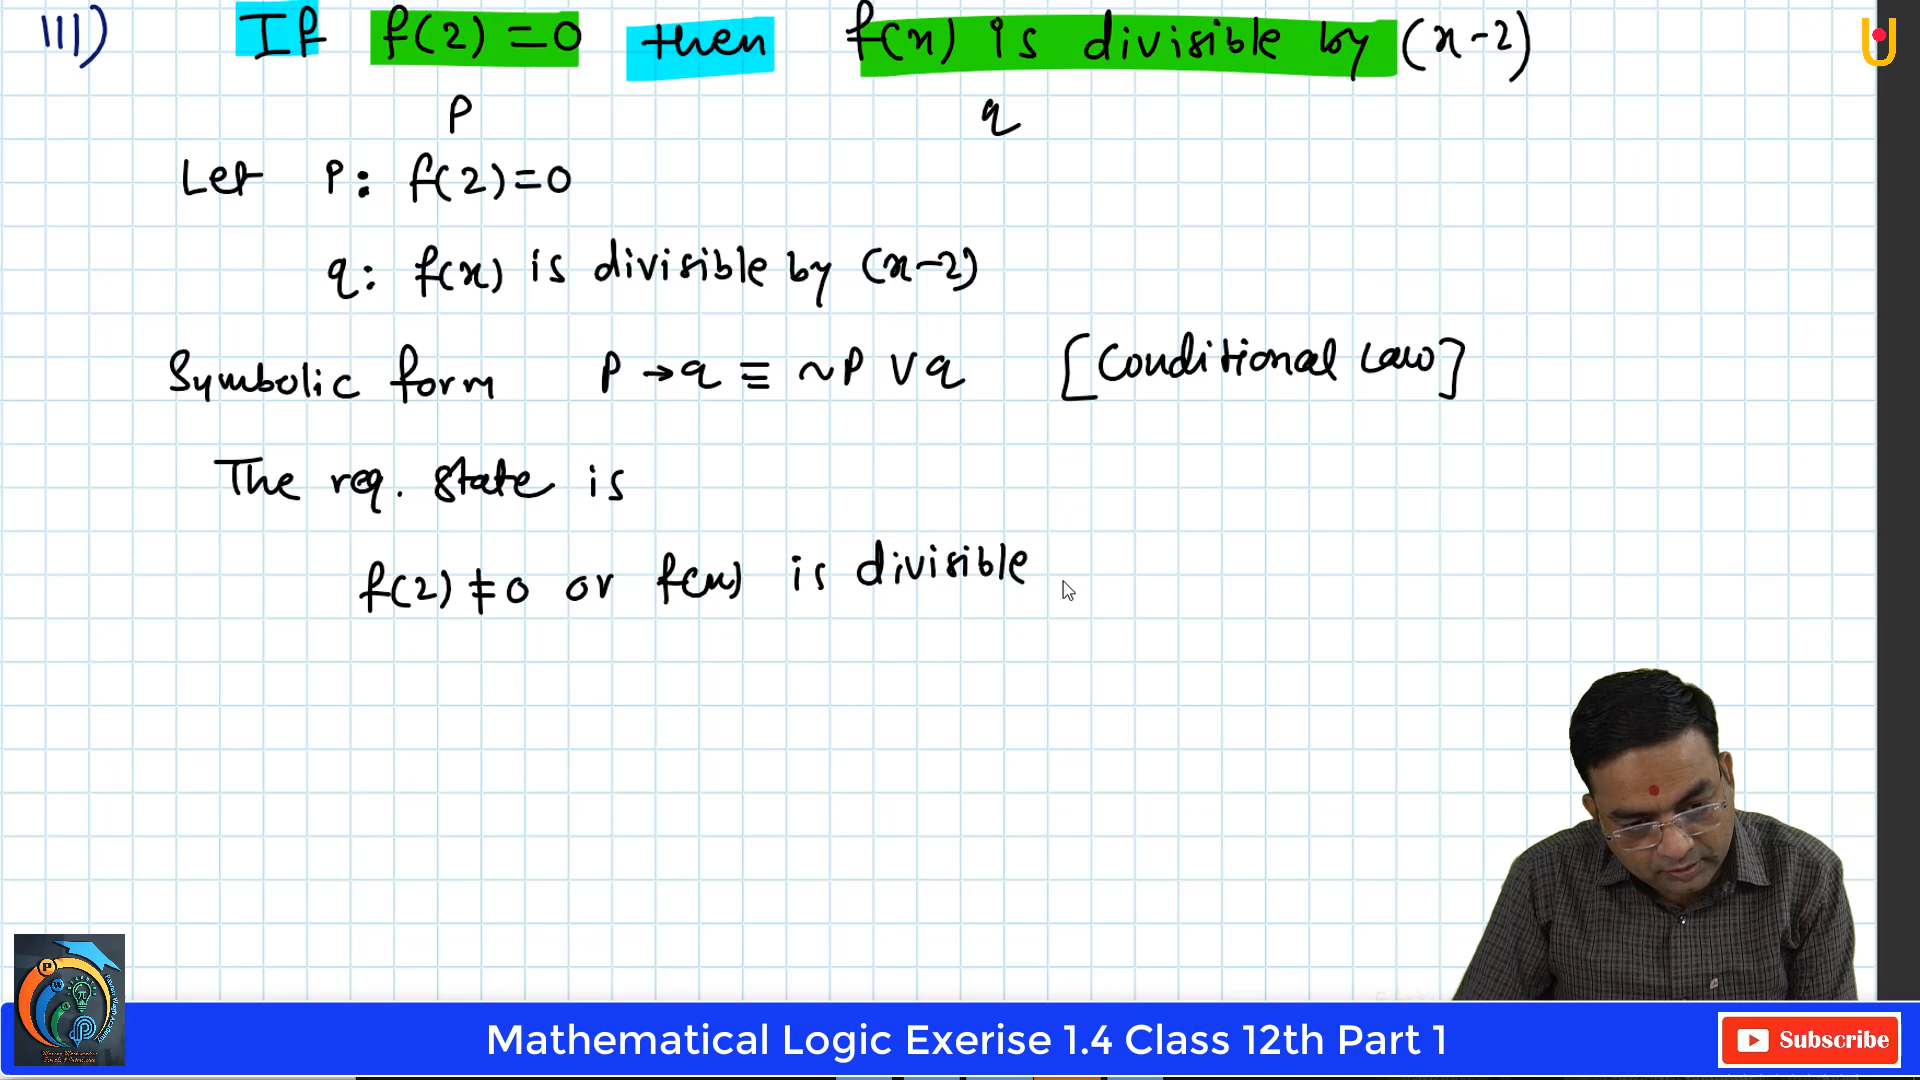 III) If f(2)=0 then f(x) is divisible by (x-2)
P q
Let P: f(2)=0
q: f(x) is divisible by (x-2)
Symbolic form P → q ≡ ~P ∨ q [Conditional Law]
The req. state is
f(2) ≠ 0 or f(x) is divisible
Mathematical Logic Exerise 1.4 Class 12th Part 1
Subscribe